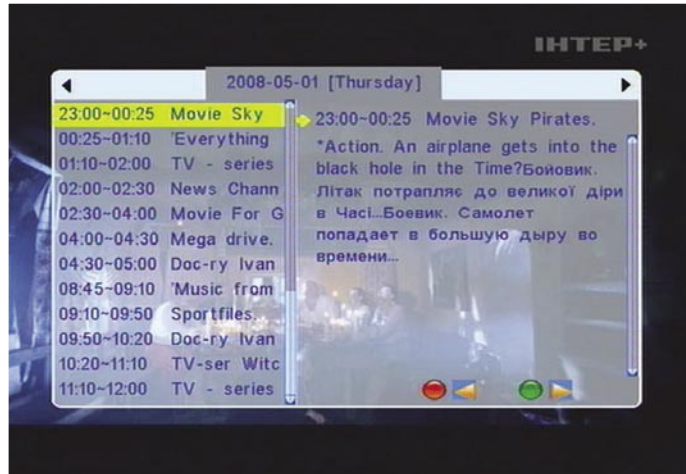 ІНТЕР+
2008-05-01 [Thursday]
23:00~00:25 Movie Sky
00:25~01:10 'Everything
01:10~02:00 TV - series
02:00~02:30 News Chann
02:30~04:00 Movie For G
04:00~04:30 Mega drive.
04:30~05:00 Doc-ry Ivan
08:45~09:10 'Music from
09:10~09:50 Sportfiles.
09:50~10:20 Doc-ry Ivan
10:20~11:10 TV-ser Witc
11:10~12:00 TV - series
23:00~00:25 Movie Sky Pirates.
*Action. An airplane gets into the
black hole in the Time?Бойовик.
Літак потрапляє до великої діри
в Часі...Боевик. Самолет
попадает в большую дыру во
времени...